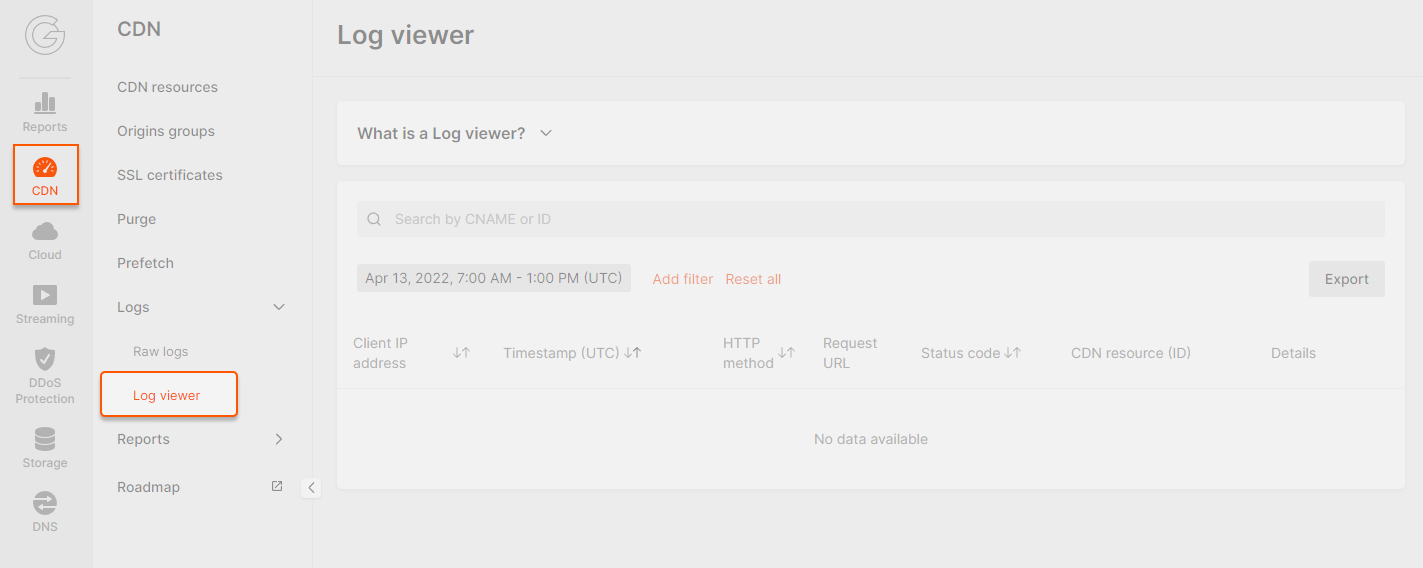 Reports
CDN
Cloud
Streaming
DDoS
Protection
Storage
DNS
CDN
CDN resources
Origins groups
SSL certificates
Purge
Prefetch
Logs
Raw logs
Log viewer
Reports
Roadmap
Log viewer
What is a Log viewer?
Search by CNAME or ID
Apr 13, 2022, 7:00 AM - 1:00 PM (UTC)
Add filter
Reset all
Export
Client IP
address
Timestamp (UTC)
HTTP
method
Request
URL
Status code
CDN resource (ID)
Details
No data available